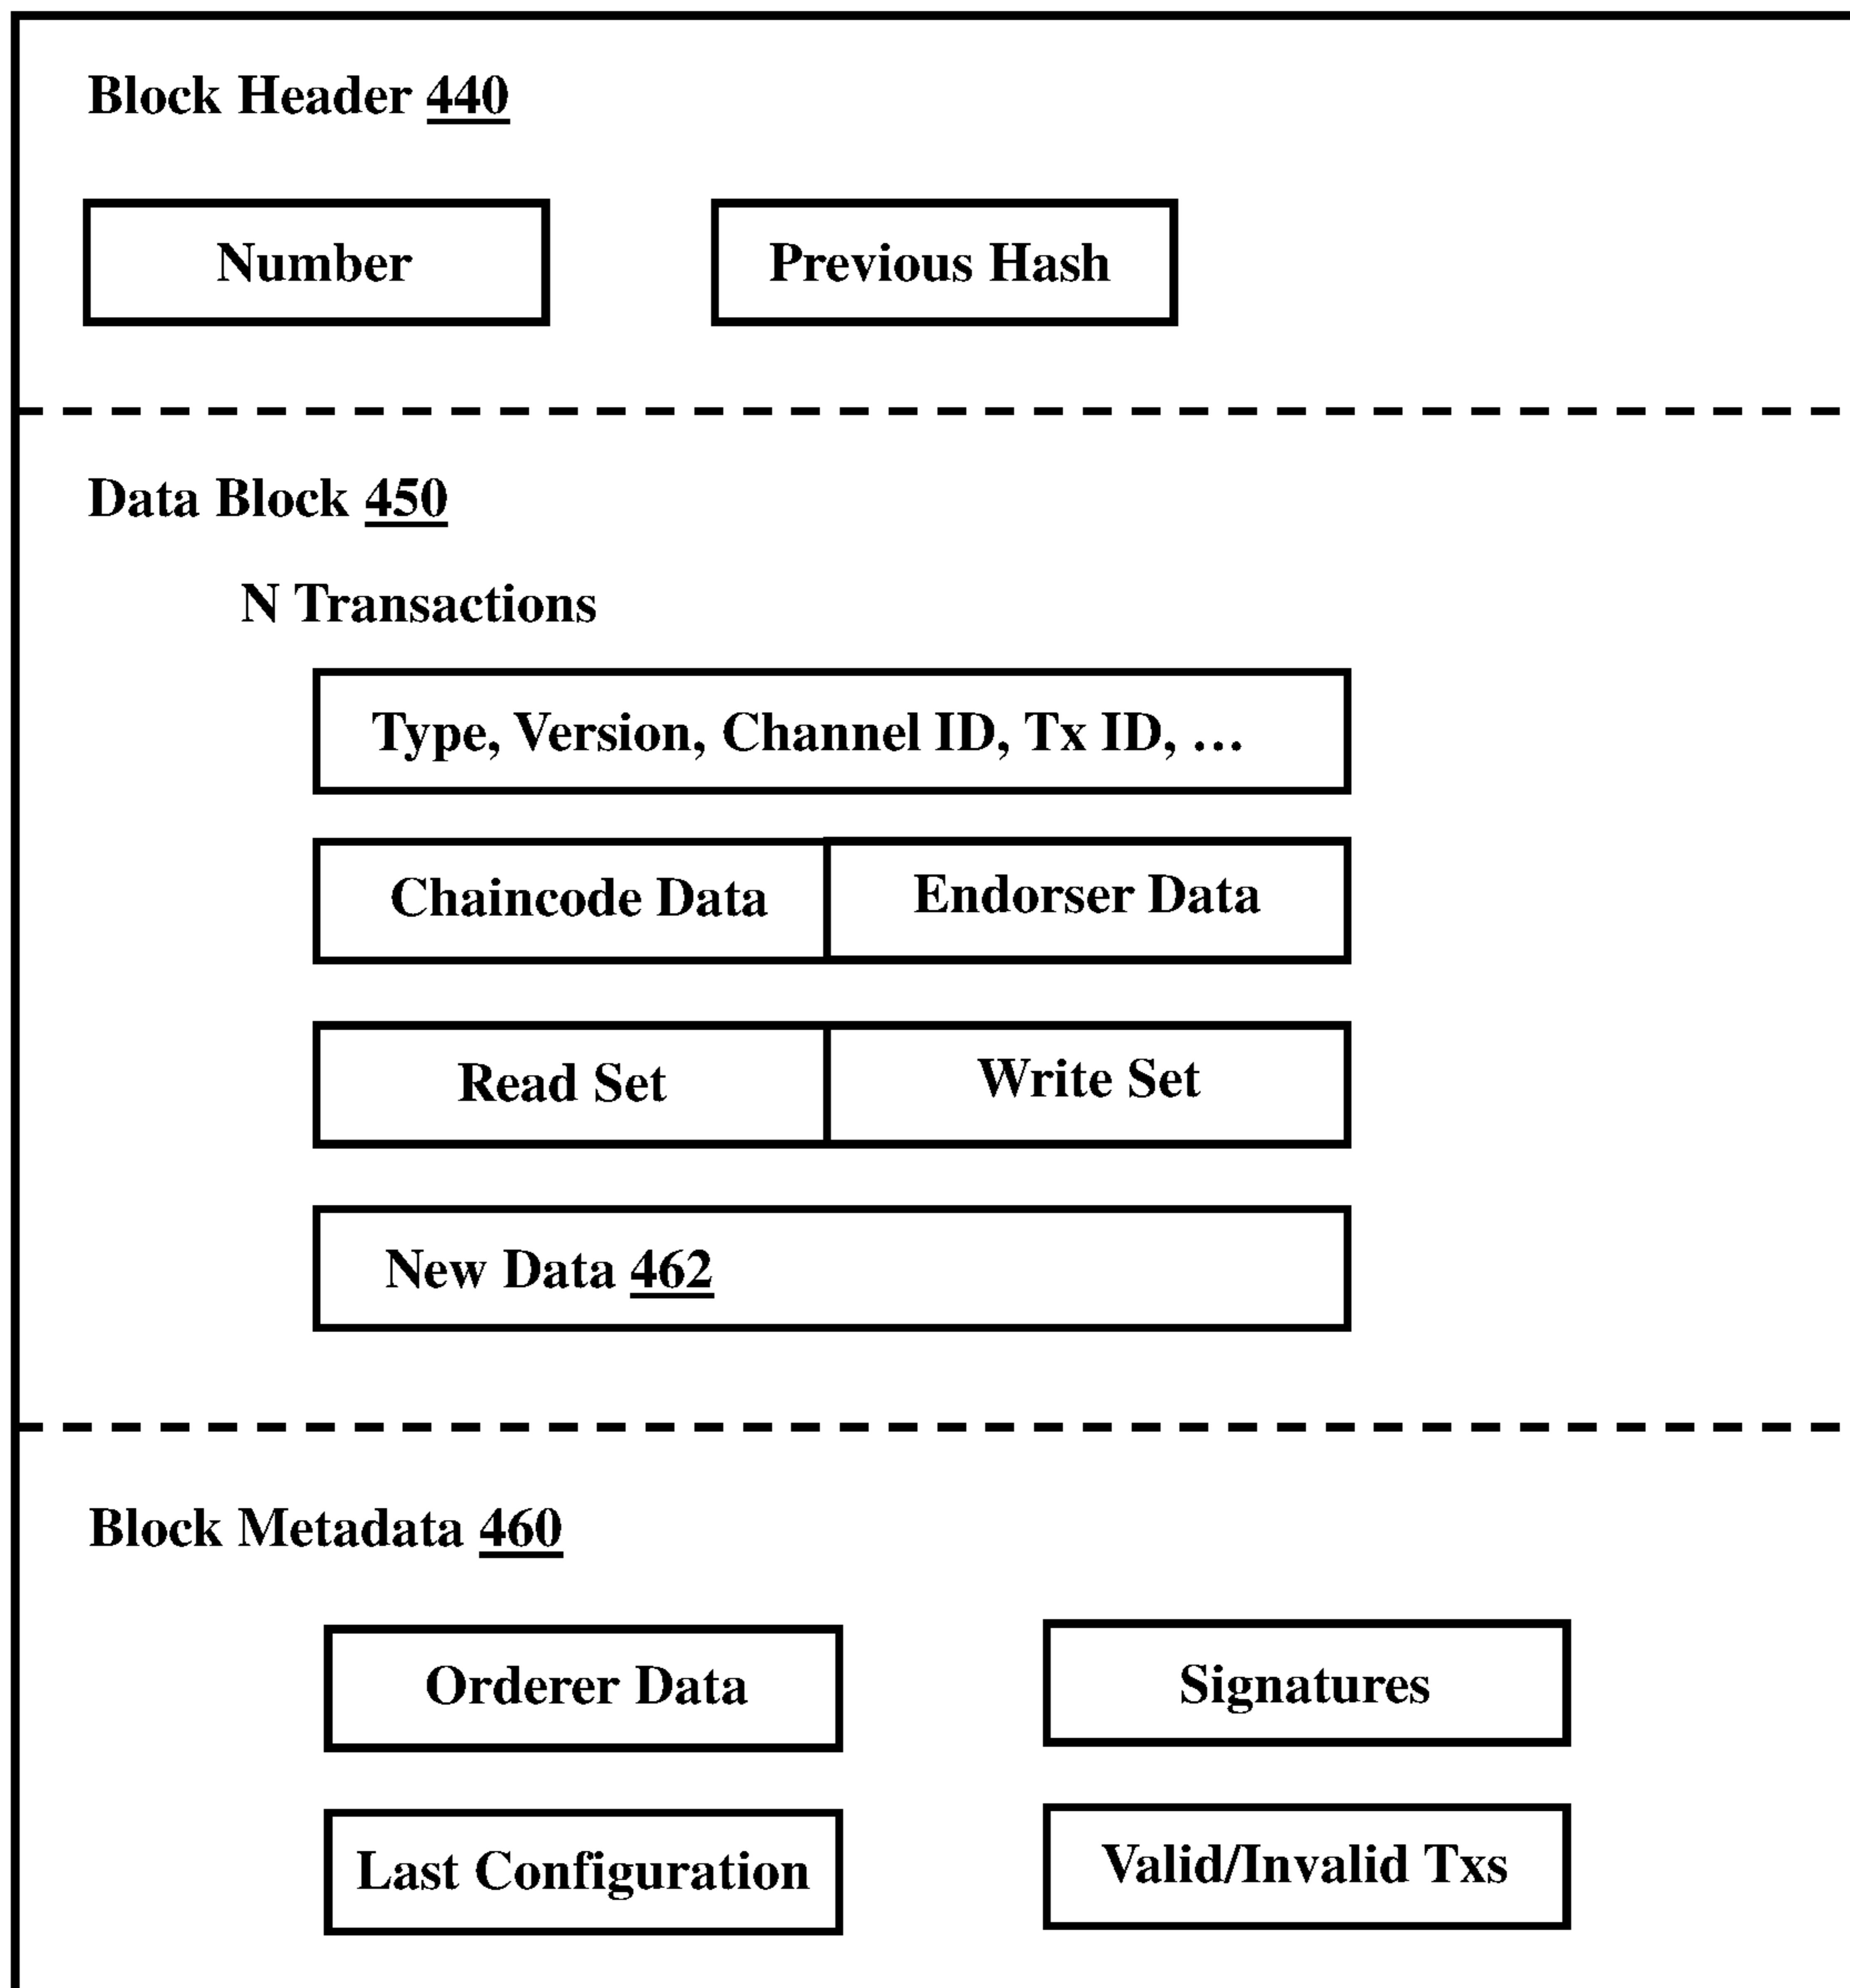 Block Header 440
Number
Previous Hash
Data Block 450
N Transactions
Type, Version, Channel ID, Tx ID, …
Chaincode Data
Endorser Data
Read Set
Write Set
New Data 462
Block Metadata 460
Orderer Data
Signatures
Last Configuration
Valid/Invalid Txs